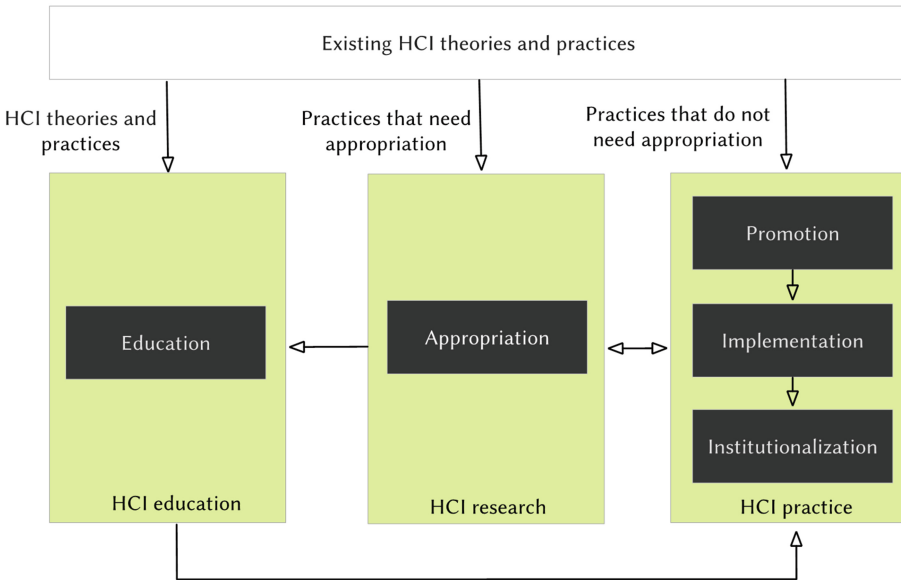 Existing HCI theories and practices
HCI theories and
practices
Practices that need
appropriation
Practices that do not
need appropriation
Education
HCI education
Appropriation
HCI research
Promotion
Implementation
Institutionalization
HCI practice